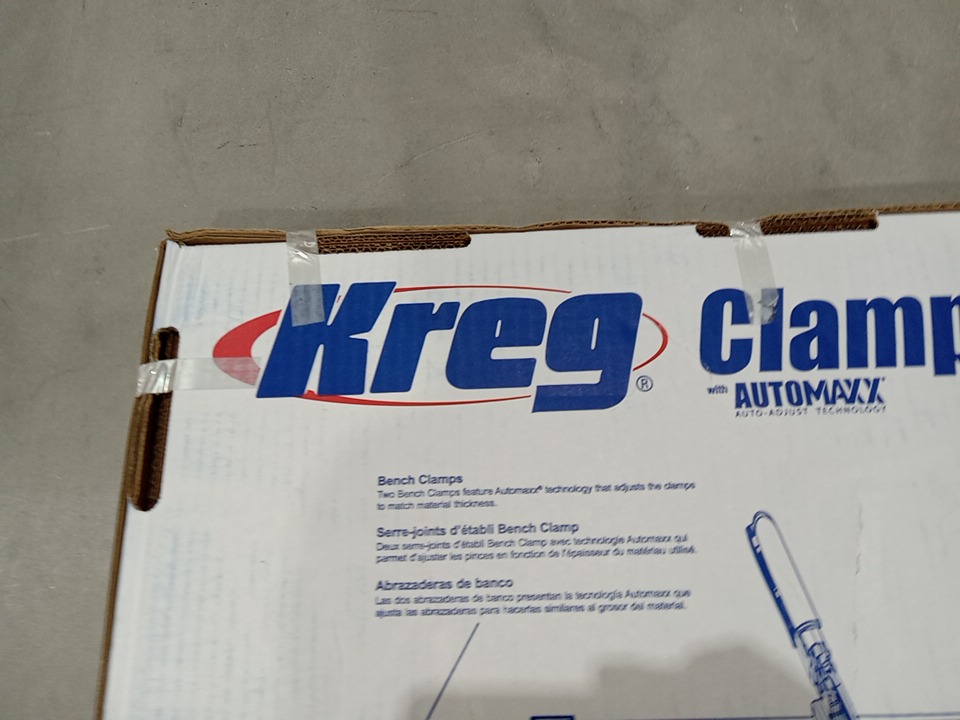 Kreg® Clamp
with AUTOMAXX
AUTO-ADJUST TECHNOLOGY
Bench Clamps
Two Bench Clamps feature Automaxx® technology that adjusts the clamps
to match material thickness.
Serre-joints d'établi Bench Clamp
Deux serre-joints d'établi Bench Clamp avec technologie Automaxx qui
permet d'ajuster les pinces en fonction de l'épaisseur du matériau utilisé.
Abrazaderas de banco
Las dos abrazaderas de banco presentan la tecnología Automaxx que
ajusta las abrazaderas para hacerlas similares al grosor del material.